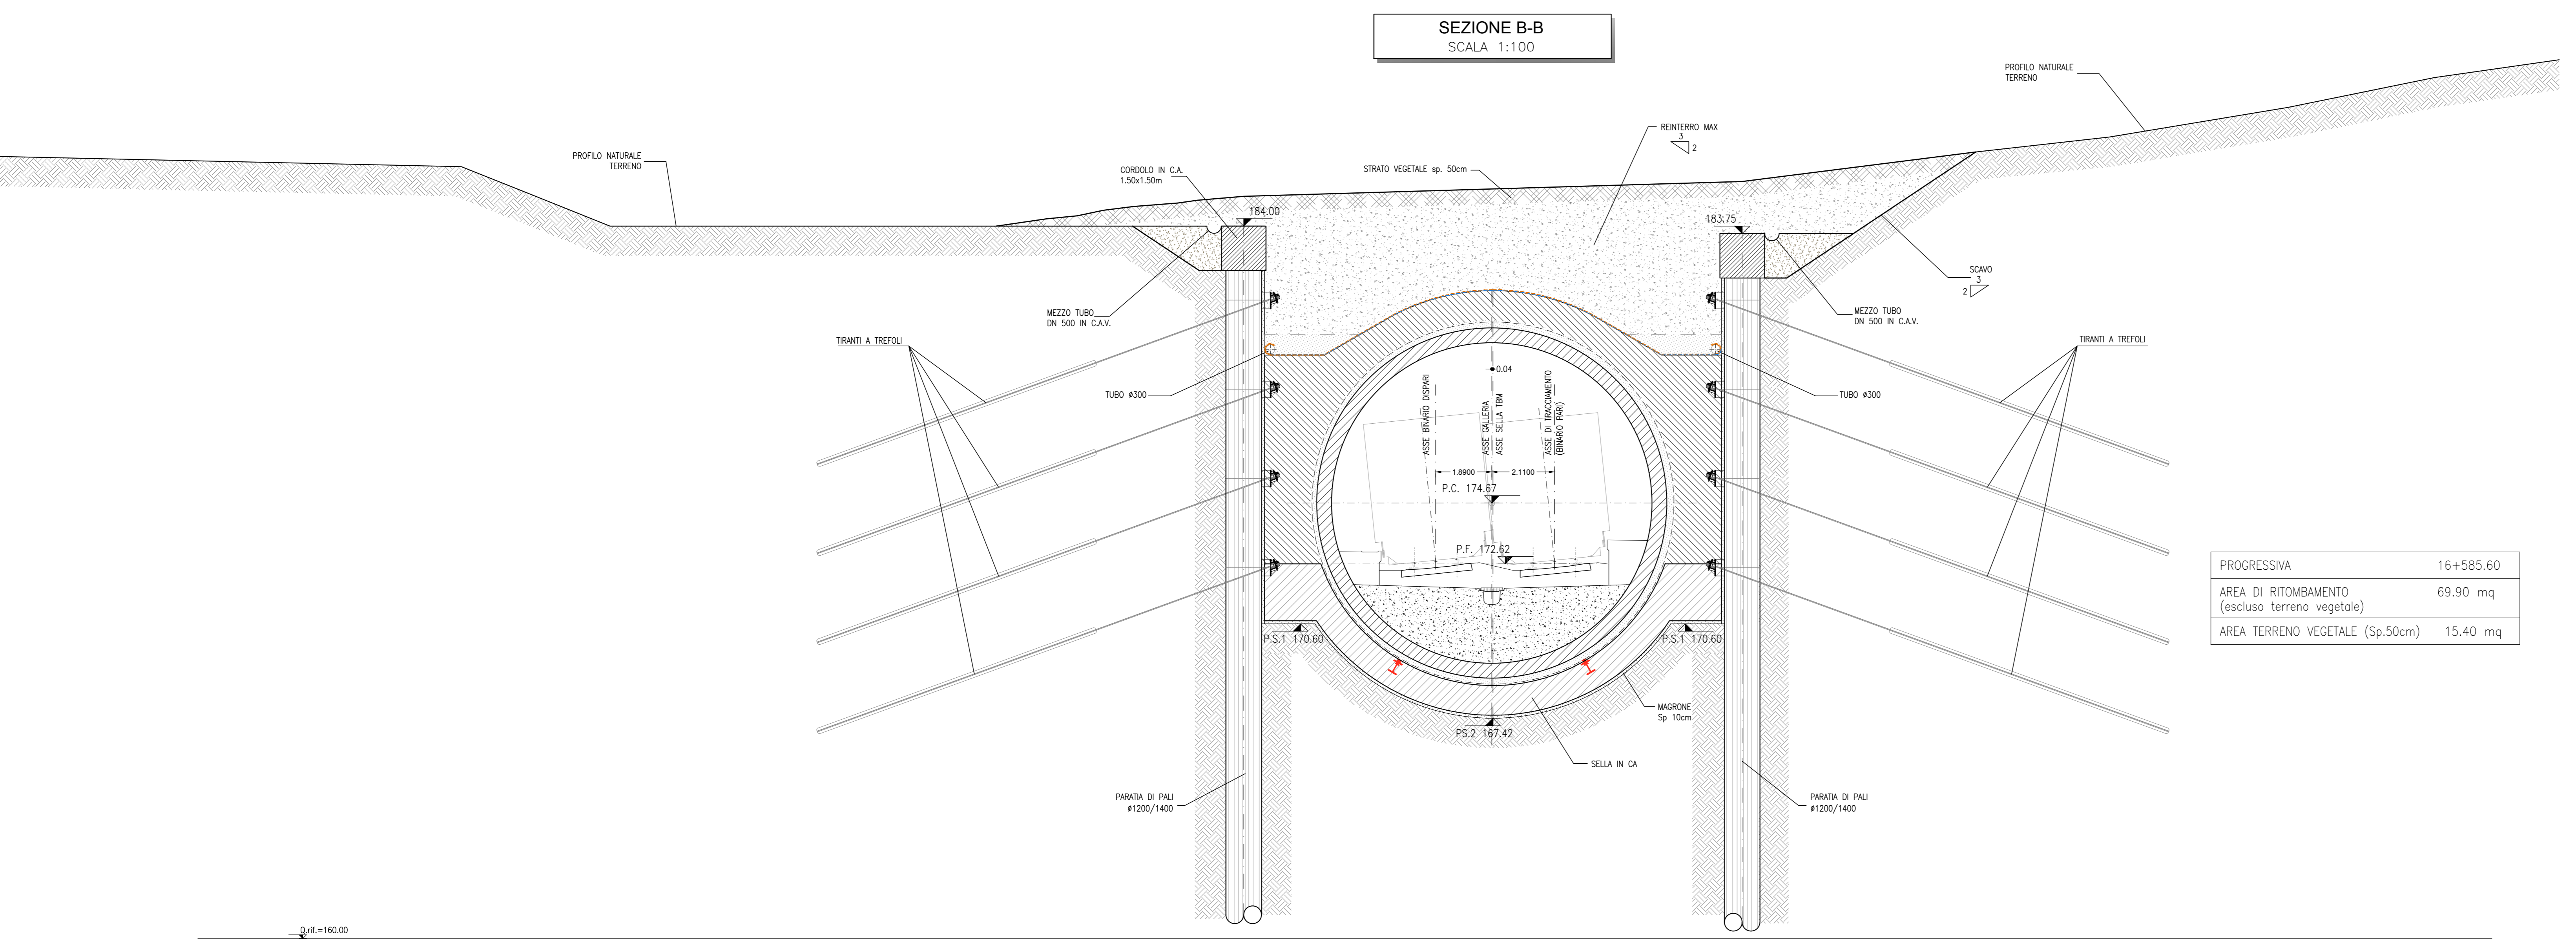 SEZIONE B-B
SCALA 1:100
PROFILO NATURALE
TERRENO
PROFILO NATURALE
TERRENO
REINTERRO MAX
3
2
STRATO VEGETALE sp. 50cm
CORDOLO IN C.A.
1.50x1.50m
184.00
183.75
SCAVO
3
2
MEZZO TUBO
DN 500 IN C.A.V.
MEZZO TUBO
DN 500 IN C.A.V.
TIRANTI A TREFOLI
TIRANTI A TREFOLI
TUBO ø300
TUBO ø300
0.04
ASSE BINARIO DISPARI
ASSE GALLERIA
ASSE SELLA TBM
ASSE DI TRACCIAMENTO
(BINARIO PARI)
1.8900
2.1100
P.C. 174.67
P.F. 172.62
P.S.1 170.60
P.S.1 170.60
MAGRONE
Sp 10cm
PS.2 167.42
SELLA IN CA
PARATIA DI PALI
ø1200/1400
PARATIA DI PALI
ø1200/1400
PROGRESSIVA 16+585.60
AREA DI RITOMBAMENTO 69.90 mq
(escluso terreno vegetale)
AREA TERRENO VEGETALE (Sp.50cm) 15.40 mq
Q.rif.=160.00